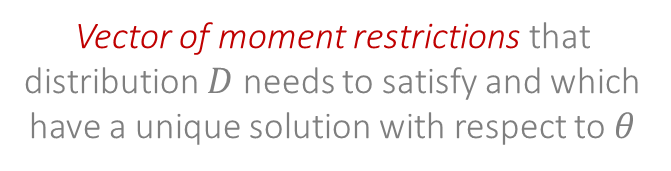 Vector of moment restrictions that
distribution D needs to satisfy and which
have a unique solution with respect to θ